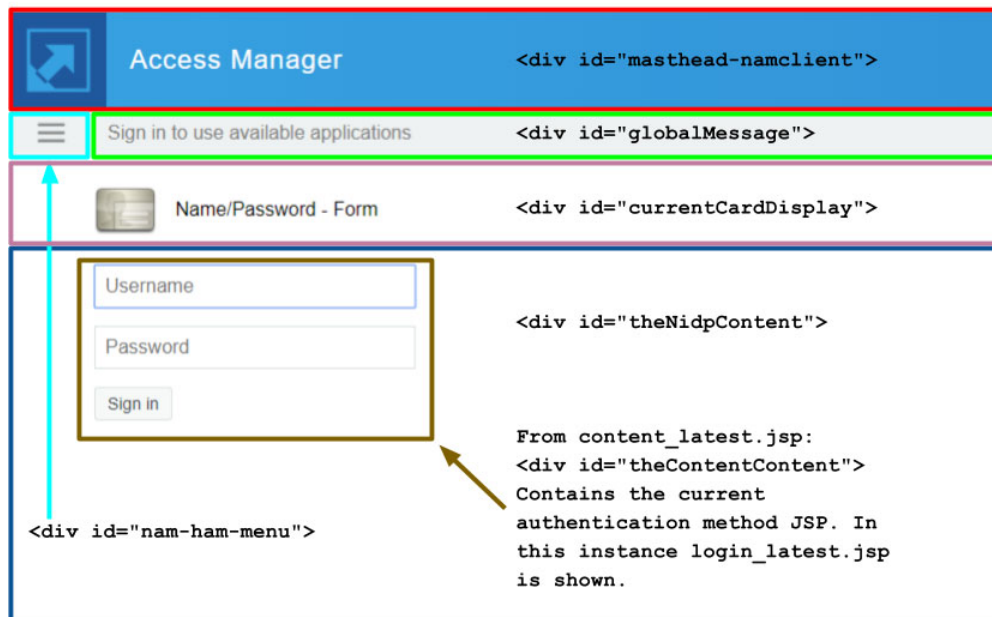 Access Manager
<div id="masthead-namclient">
Sign in to use available applications
<div id="globalMessage">
Name/Password - Form
<div id="currentCardDisplay">
Username
<div id="theNidpContent">
Password
Sign in
From content_latest.jsp:
<div id="theContentContent">
Contains the current
authentication method JSP. In
this instance login_latest.jsp
is shown.
<div id="nam-ham-menu">